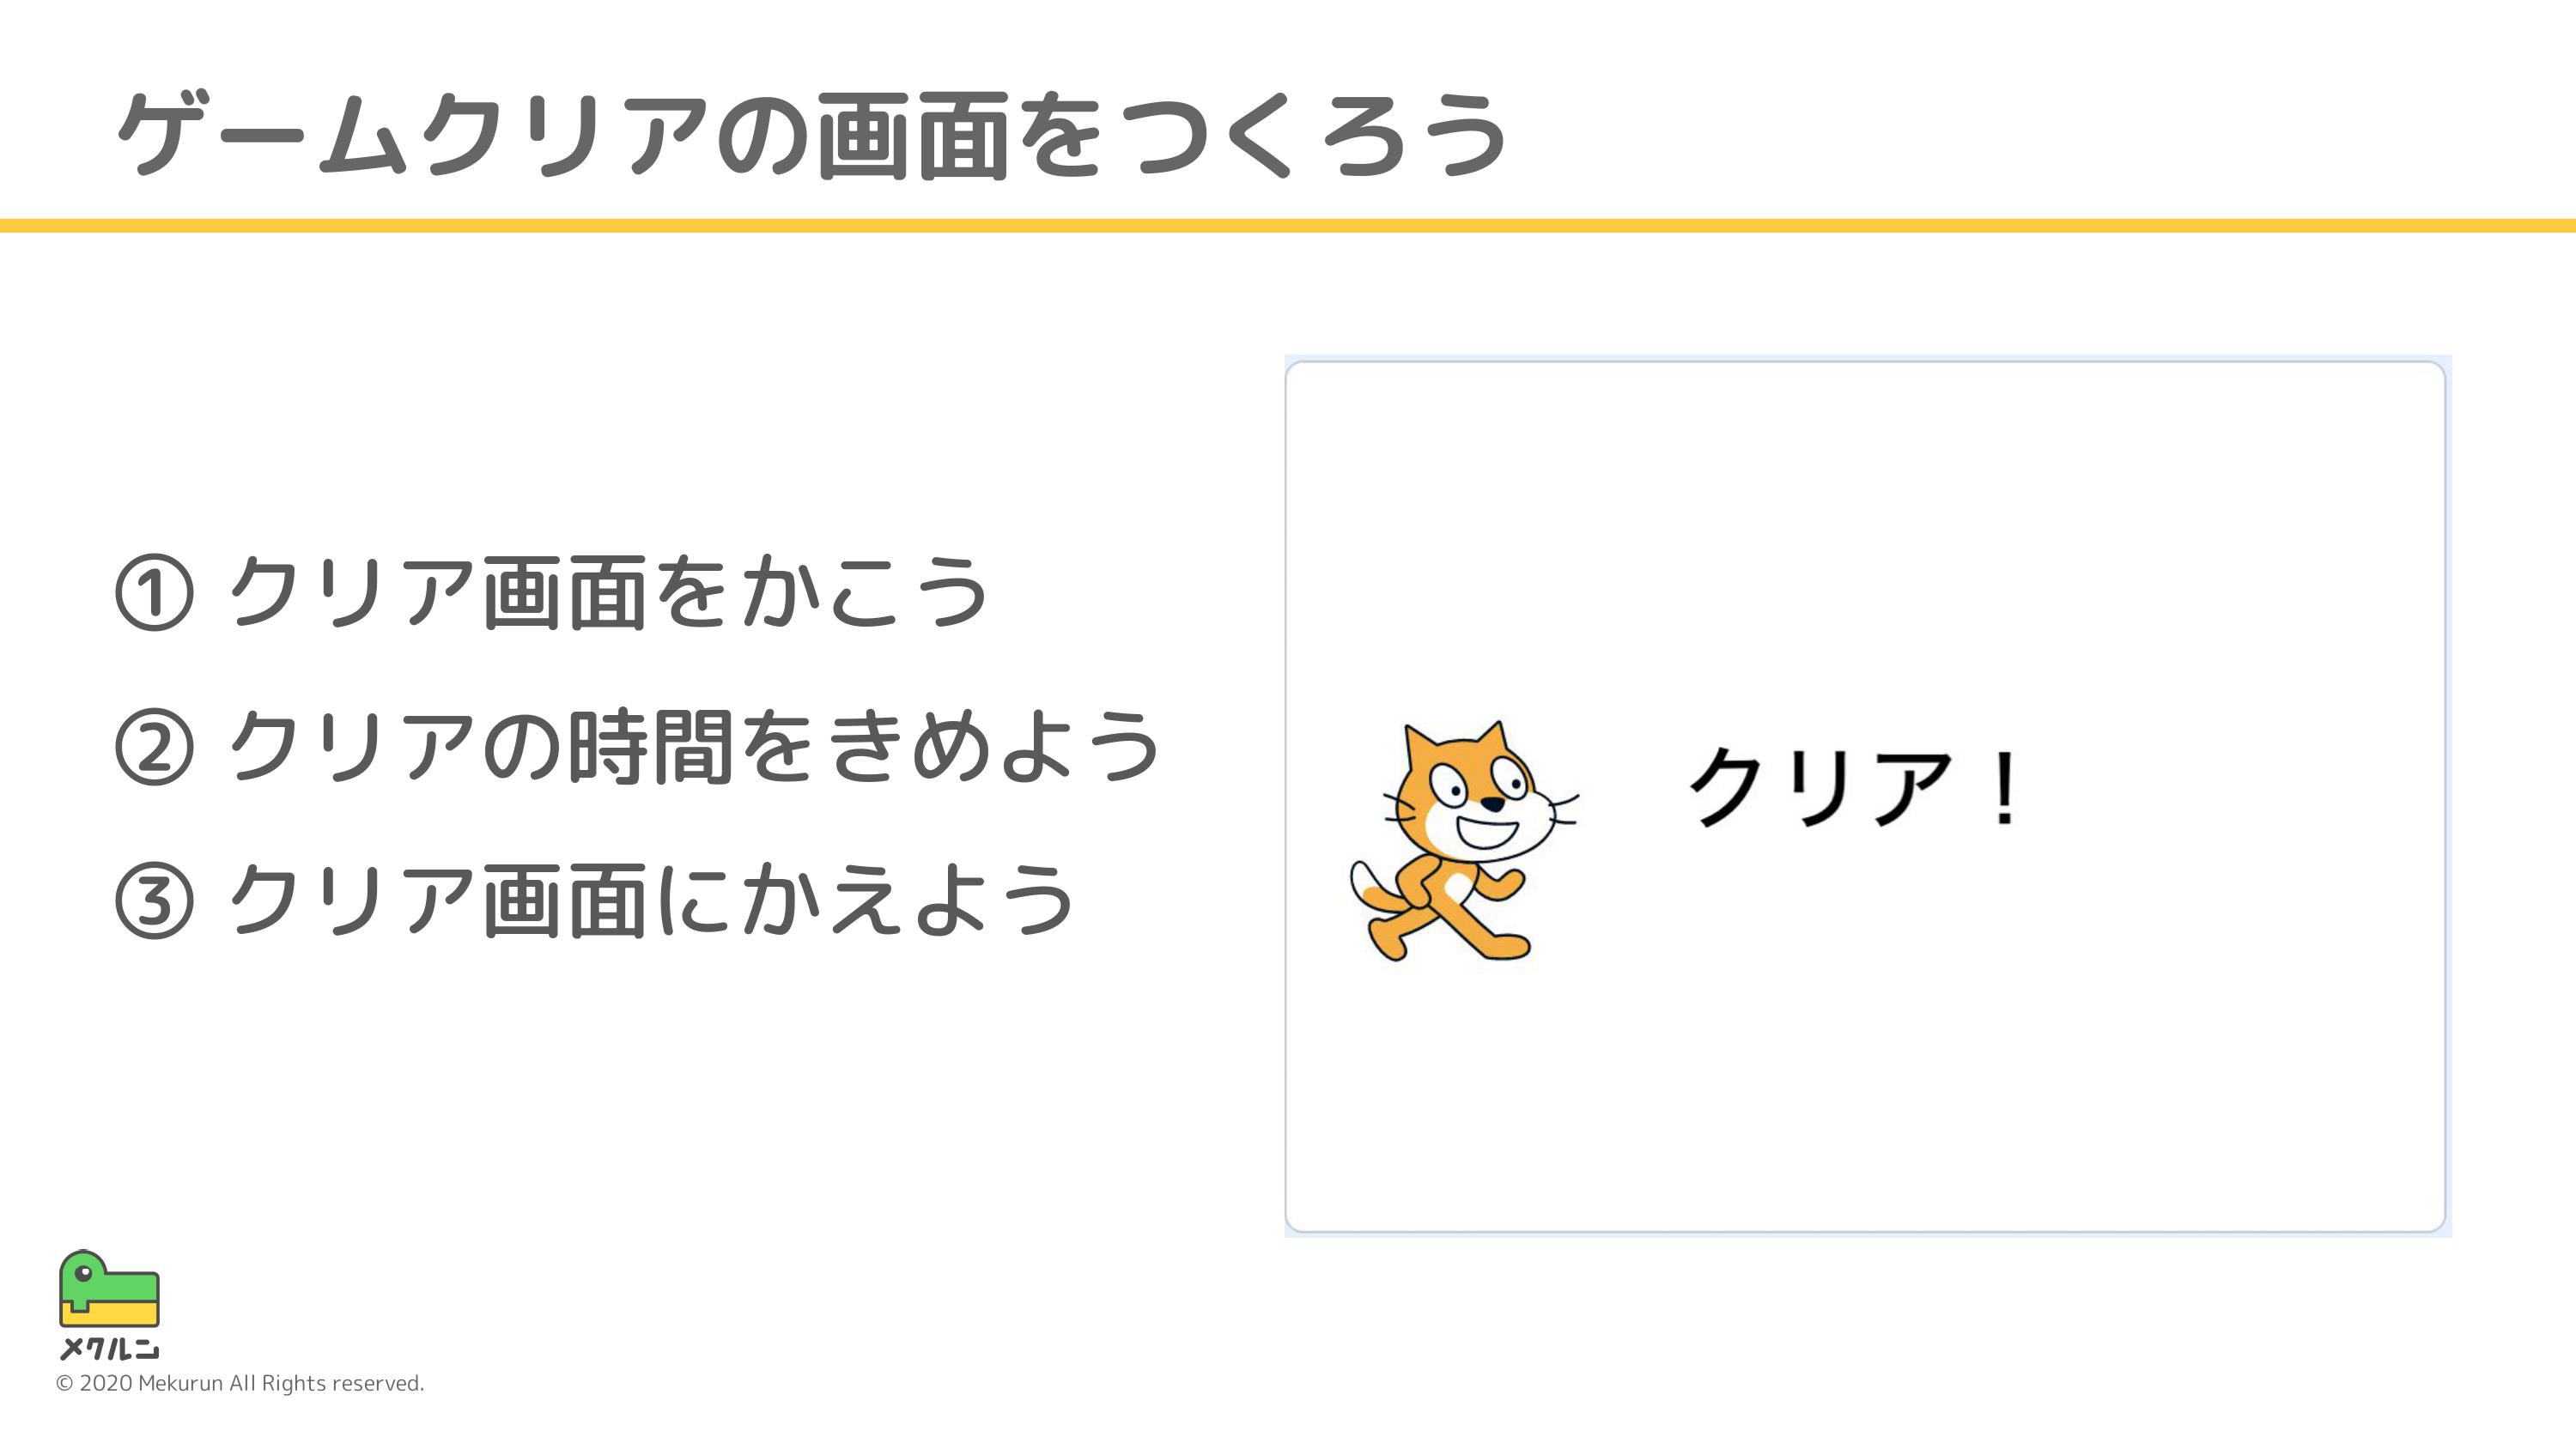 ゲームクリアの画面をつくろう
① クリア画面をかこう
② クリアの時間をきめよう
③ クリア画面にかえよう
クリア！
メクルン
© 2020 Mekurun All Rights reserved.